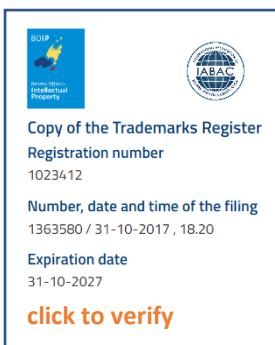 BOIP
Benelux Office for
Intellectual
Property
IABAC
Copy of the Trademarks Register
Registration number
1023412
Number, date and time of the filing
1363580 / 31-10-2017 , 18.20
Expiration date
31-10-2027
click to verify